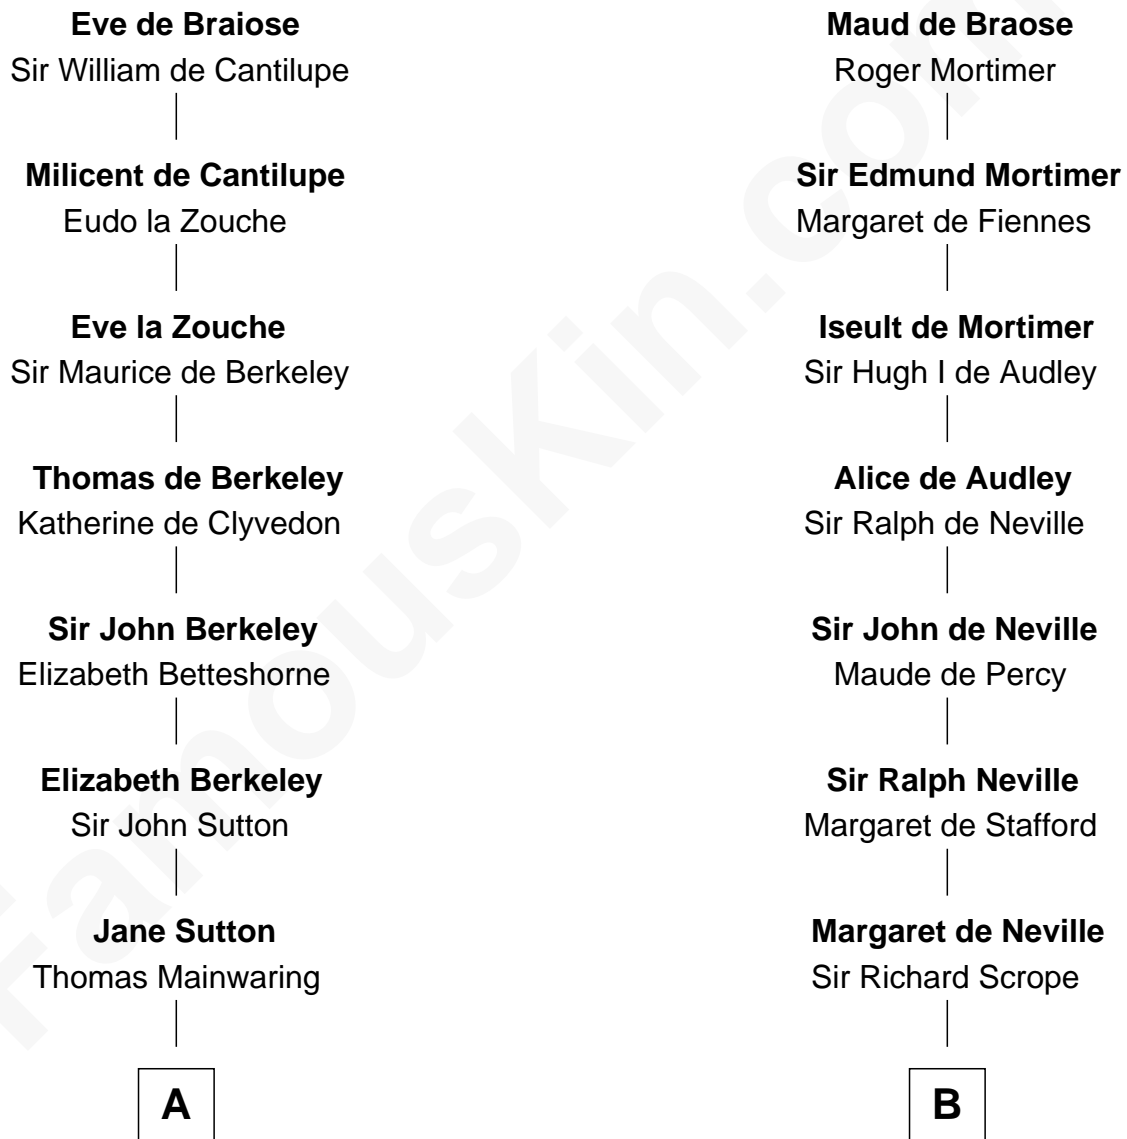 Eve de Braiose
Sir William de Cantilupe
Milicent de Cantilupe
Eudo la Zouche
Eve la Zouche
Sir Maurice de Berkeley
Thomas de Berkeley
Katherine de Clyvedon
Sir John Berkeley
Elizabeth Betteshorne
Elizabeth Berkeley
Sir John Sutton
Jane Sutton
Thomas Mainwaring
A
Maud de Braose
Roger Mortimer
Sir Edmund Mortimer
Margaret de Fiennes
Iseult de Mortimer
Sir Hugh I de Audley
Alice de Audley
Sir Ralph de Neville
Sir John de Neville
Maude de Percy
Sir Ralph Neville
Margaret de Stafford
Margaret de Neville
Sir Richard Scrope
B
FamousKin.com